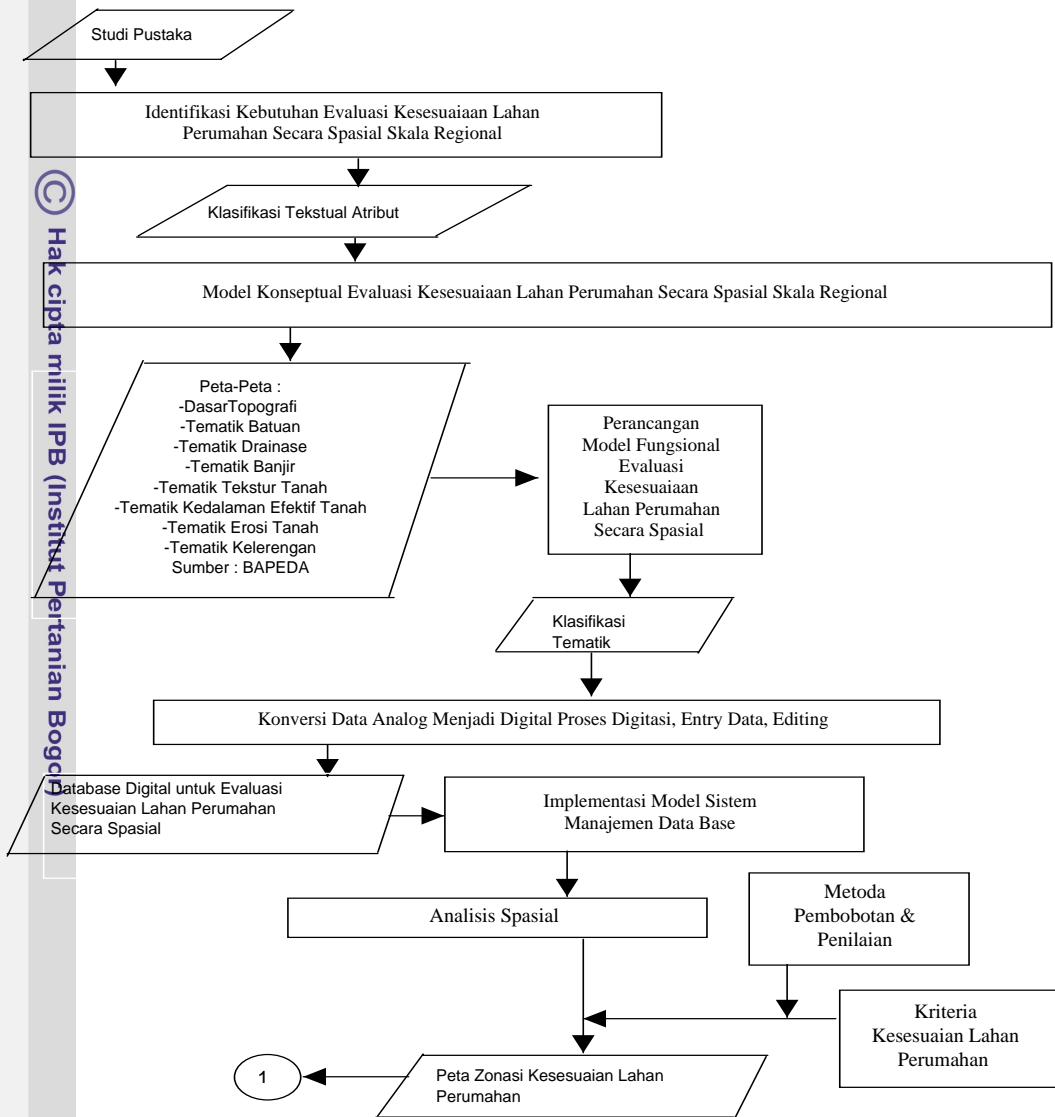 Studi Pustaka
Identifikasi Kebutuhan Evaluasi Kesesuaiaan Lahan
Perumahan Secara Spasial Skala Regional
Klasifikasi Tekstual Atribut
Model Konseptual Evaluasi Kesesuaiaan Lahan Perumahan Secara Spasial Skala Regional
Peta-Peta :
-DasarTopografi
-Tematik Batuan
-Tematik Drainase
-Tematik Banjir
-Tematik Tekstur Tanah
-Tematik Kedalaman Efektif Tanah
-Tematik Erosi Tanah
-Tematik Kelerengan
Sumber : BAPEDA
Perancangan
Model Fungsional
Evaluasi
Kesesuaiaan
Lahan Perumahan
Secara Spasial
Klasifikasi
Tematik
Konversi Data Analog Menjadi Digital Proses Digitasi, Entry Data, Editing
Database Digital untuk Evaluasi
Kesesuaian Lahan Perumahan
Secara Spasial
Implementasi Model Sistem
Manajemen Data Base
Analisis Spasial
Metoda
Pembobotan &
Penilaian
Kriteria
Kesesuaian Lahan
Perumahan
Peta Zonasi Kesesuaian Lahan
Perumahan
1
© Hak cipta milik IPB (Institut Pertanian Bogor)